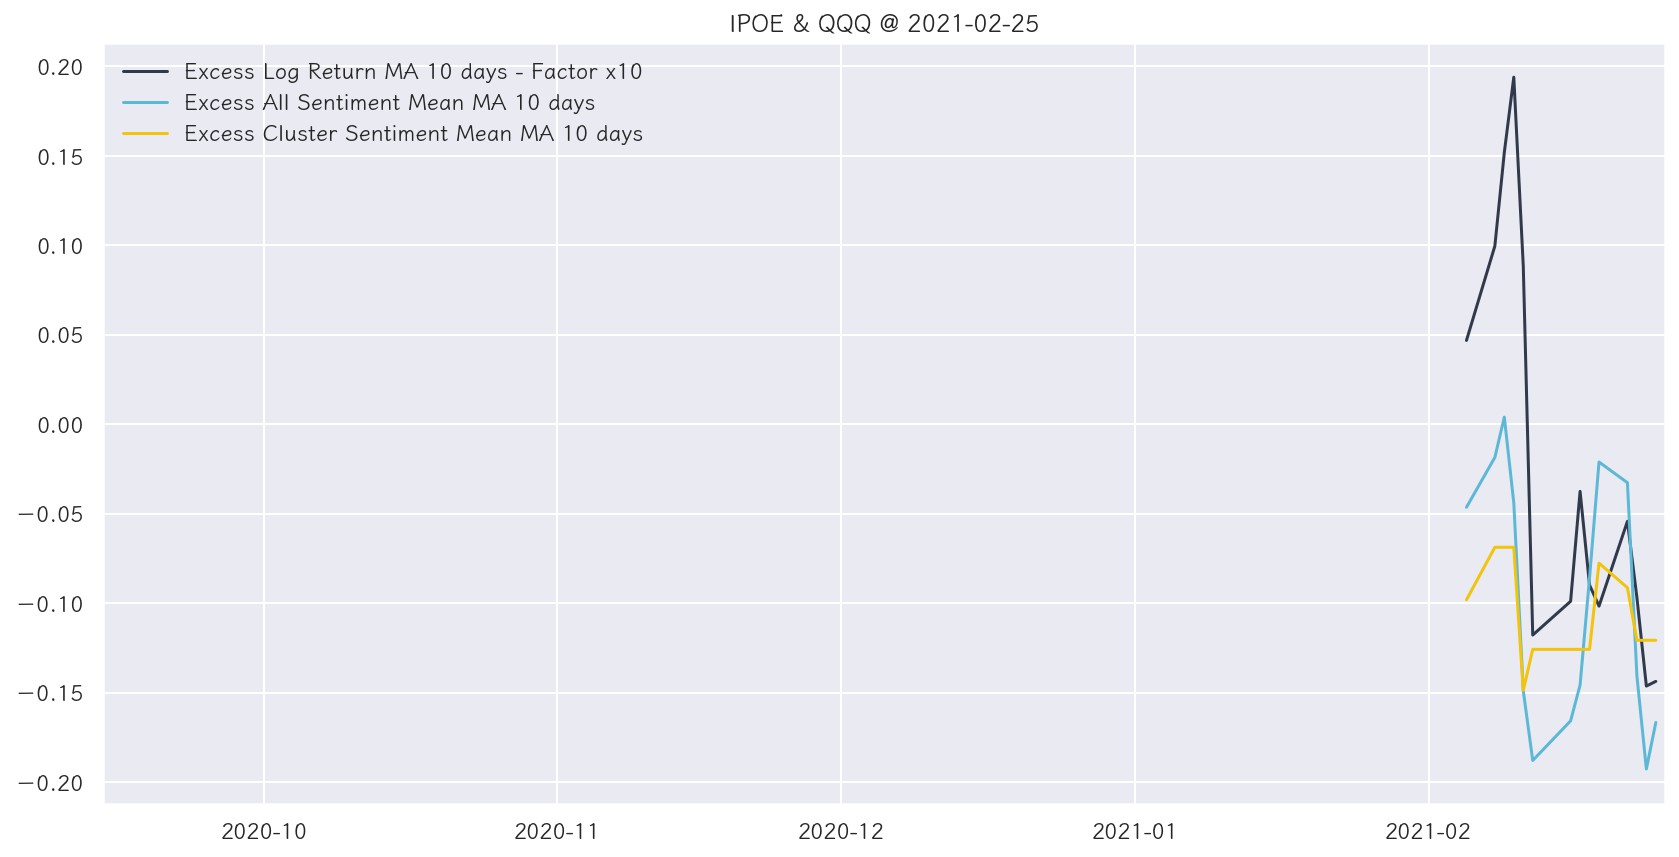 IPOE & QQQ @ 2021-02-25
Excess Log Return MA 10 days - Factor x10
Excess All Sentiment Mean MA 10 days
Excess Cluster Sentiment Mean MA 10 days
0.20
0.15
0.10
0.05
0.00
−0.05
−0.10
−0.15
−0.20
2020-10 2020-11 2020-12 2021-01 2021-02